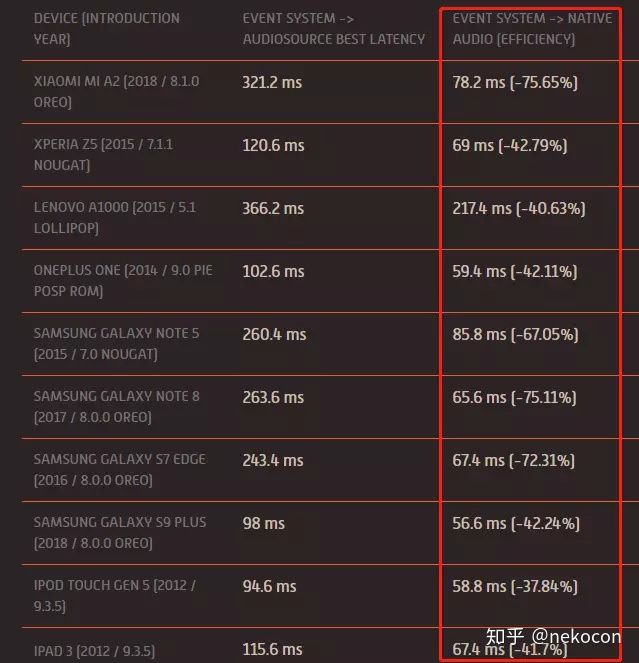 DEVICE (INTRODUCTION YEAR) EVENT SYSTEM -> AUDIOSOURCE BEST LATENCY EVENT SYSTEM -> NATIVE AUDIO (EFFICIENCY)
XIAOMI MI A2 (2018 / 8.1.0 OREO) 321.2 ms 78.2 ms (-75.65%)
XPERIA Z5 (2015 / 7.1.1 NOUGAT) 120.6 ms 69 ms (-42.79%)
LENOVO A1000 (2015 / 5.1 LOLLIPOP) 366.2 ms 217.4 ms (-40.63%)
ONEPLUS ONE (2014 / 9.0 PIE POSP ROM) 102.6 ms 59.4 ms (-42.11%)
SAMSUNG GALAXY NOTE 5 (2015 / 7.0 NOUGAT) 260.4 ms 85.8 ms (-67.05%)
SAMSUNG GALAXY NOTE 8 (2017 / 8.0.0 OREO) 263.6 ms 65.6 ms (-75.11%)
SAMSUNG GALAXY S7 EDGE (2016 / 8.0.0 OREO) 243.4 ms 67.4 ms (-72.31%)
SAMSUNG GALAXY S9 PLUS (2018 / 8.0.0 OREO) 98 ms 56.6 ms (-42.24%)
IPOD TOUCH GEN 5 (2012 / 9.3.5) 94.6 ms 58.8 ms (-37.84%)
IPAD 3 (2012 / 9.3.5) 115.6 ms 67.4 ms (-41.7%)
知乎 @nekocon